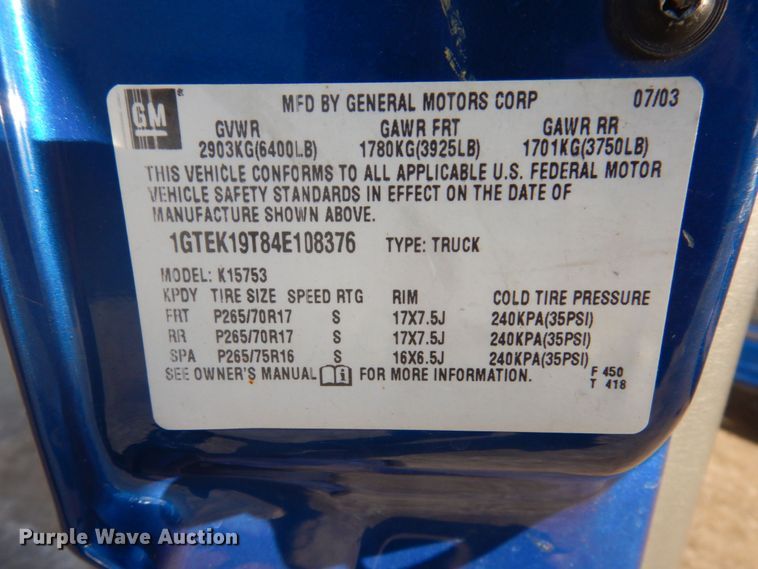 GM
MFD BY GENERAL MOTORS CORP 07/03
GVWR GAWR FRT GAWR RR
2903KG(6400LB) 1780KG(3925LB) 1701KG(3750LB)
THIS VEHICLE CONFORMS TO ALL APPLICABLE U.S. FEDERAL MOTOR
VEHICLE SAFETY STANDARDS IN EFFECT ON THE DATE OF
MANUFACTURE SHOWN ABOVE.
1GTEK19T84E108376 TYPE: TRUCK
MODEL: K15753
KPDY TIRE SIZE SPEED RTG RIM COLD TIRE PRESSURE
FRT P265/70R17 S 17X7.5J 240KPA(35PSI)
RR P265/70R17 S 17X7.5J 240KPA(35PSI)
SPA P265/75R16 S 16X6.5J 240KPA(35PSI)
SEE OWNER'S MANUAL FOR MORE INFORMATION. F 450
T 418
Purple Wave Auction